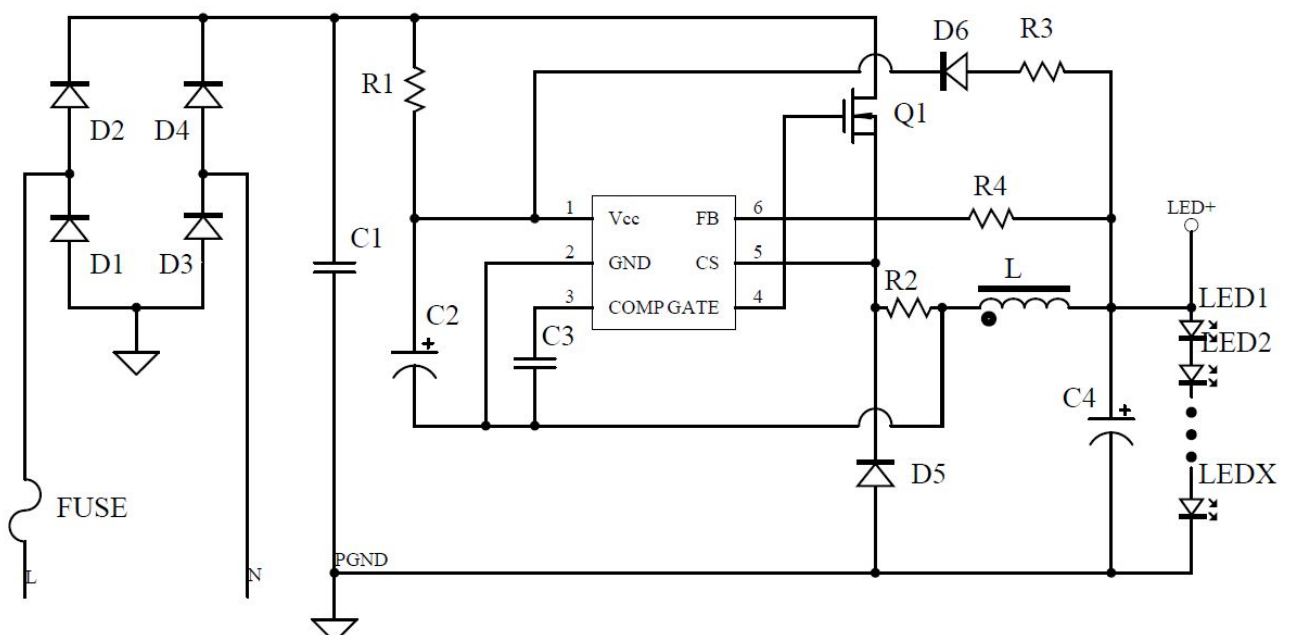 D6 R3
R1
Q1
D2 D4
R4
1 Vcc FB 6
LED+
C1
D1 D3
2 GND CS 5
R2 L
3 COMP GATE 4
LED1
C2
C3
LED2
C4
D5
LEDX
FUSE
PGND
L N